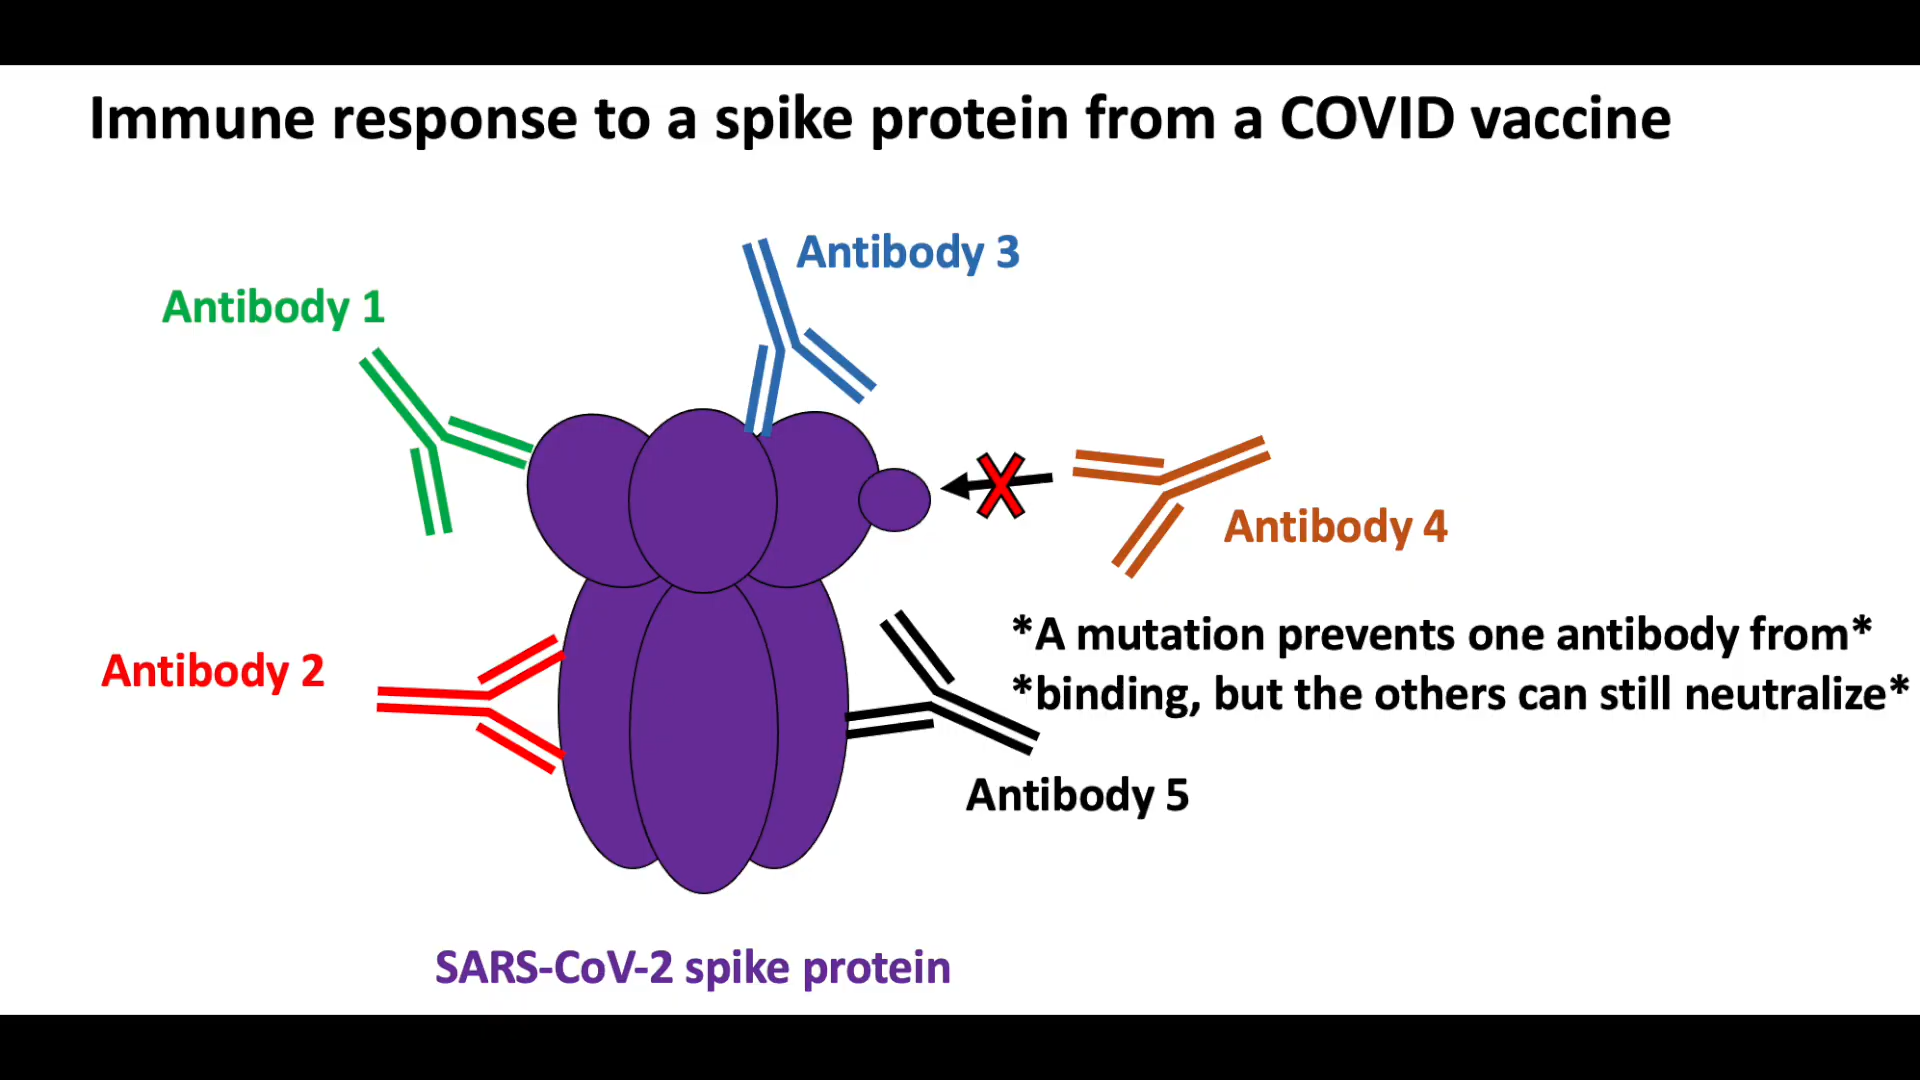 Immune response to a spike protein from a COVID vaccine
Antibody 3
Antibody 1
Antibody 4
*A mutation prevents one antibody from*
Antibody 2
*binding, but the others can still neutralize*
Antibody 5
SARS-CoV-2 spike protein